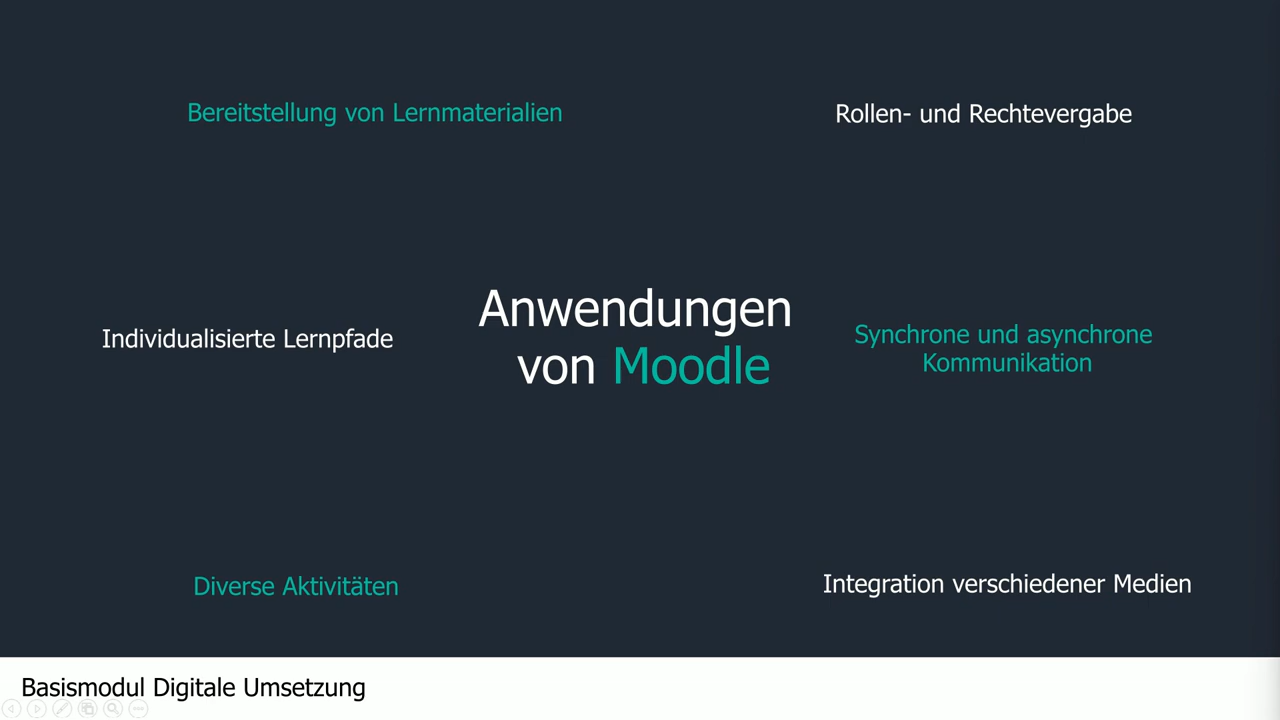 Bereitstellung von Lernmaterialien
Rollen- und Rechtevergabe
Anwendungen
von Moodle
Individualisierte Lernpfade
Synchrone und asynchrone
Kommunikation
Diverse Aktivitäten
Integration verschiedener Medien
Basismodul Digitale Umsetzung